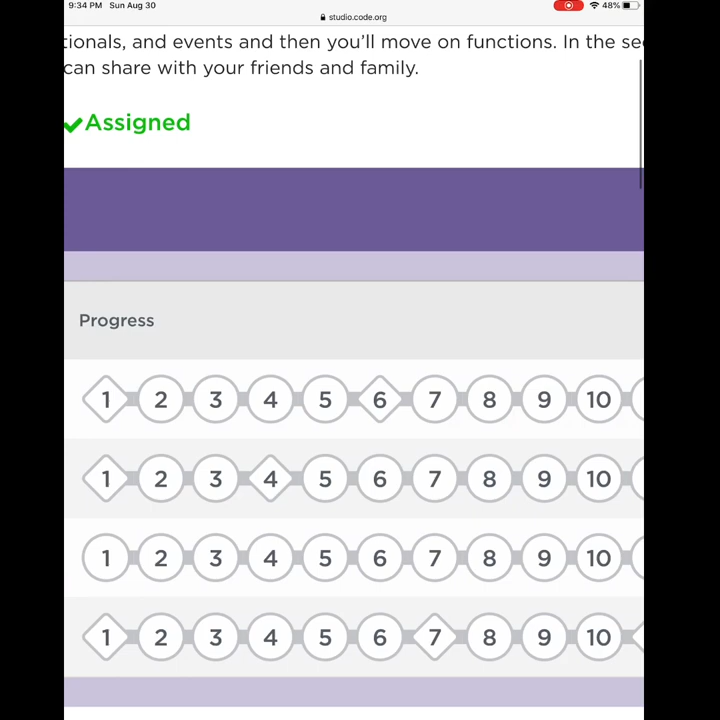 9:34 PM Sun Aug 30
48%
studio.code.org
tionals, and events and then you'll move on functions. In the se
can share with your friends and family.
Assigned
Progress
1 2 3 4 5 6 7 8 9 10
1 2 3 4 5 6 7 8 9 10
1 2 3 4 5 6 7 8 9 10
1 2 3 4 5 6 7 8 9 10